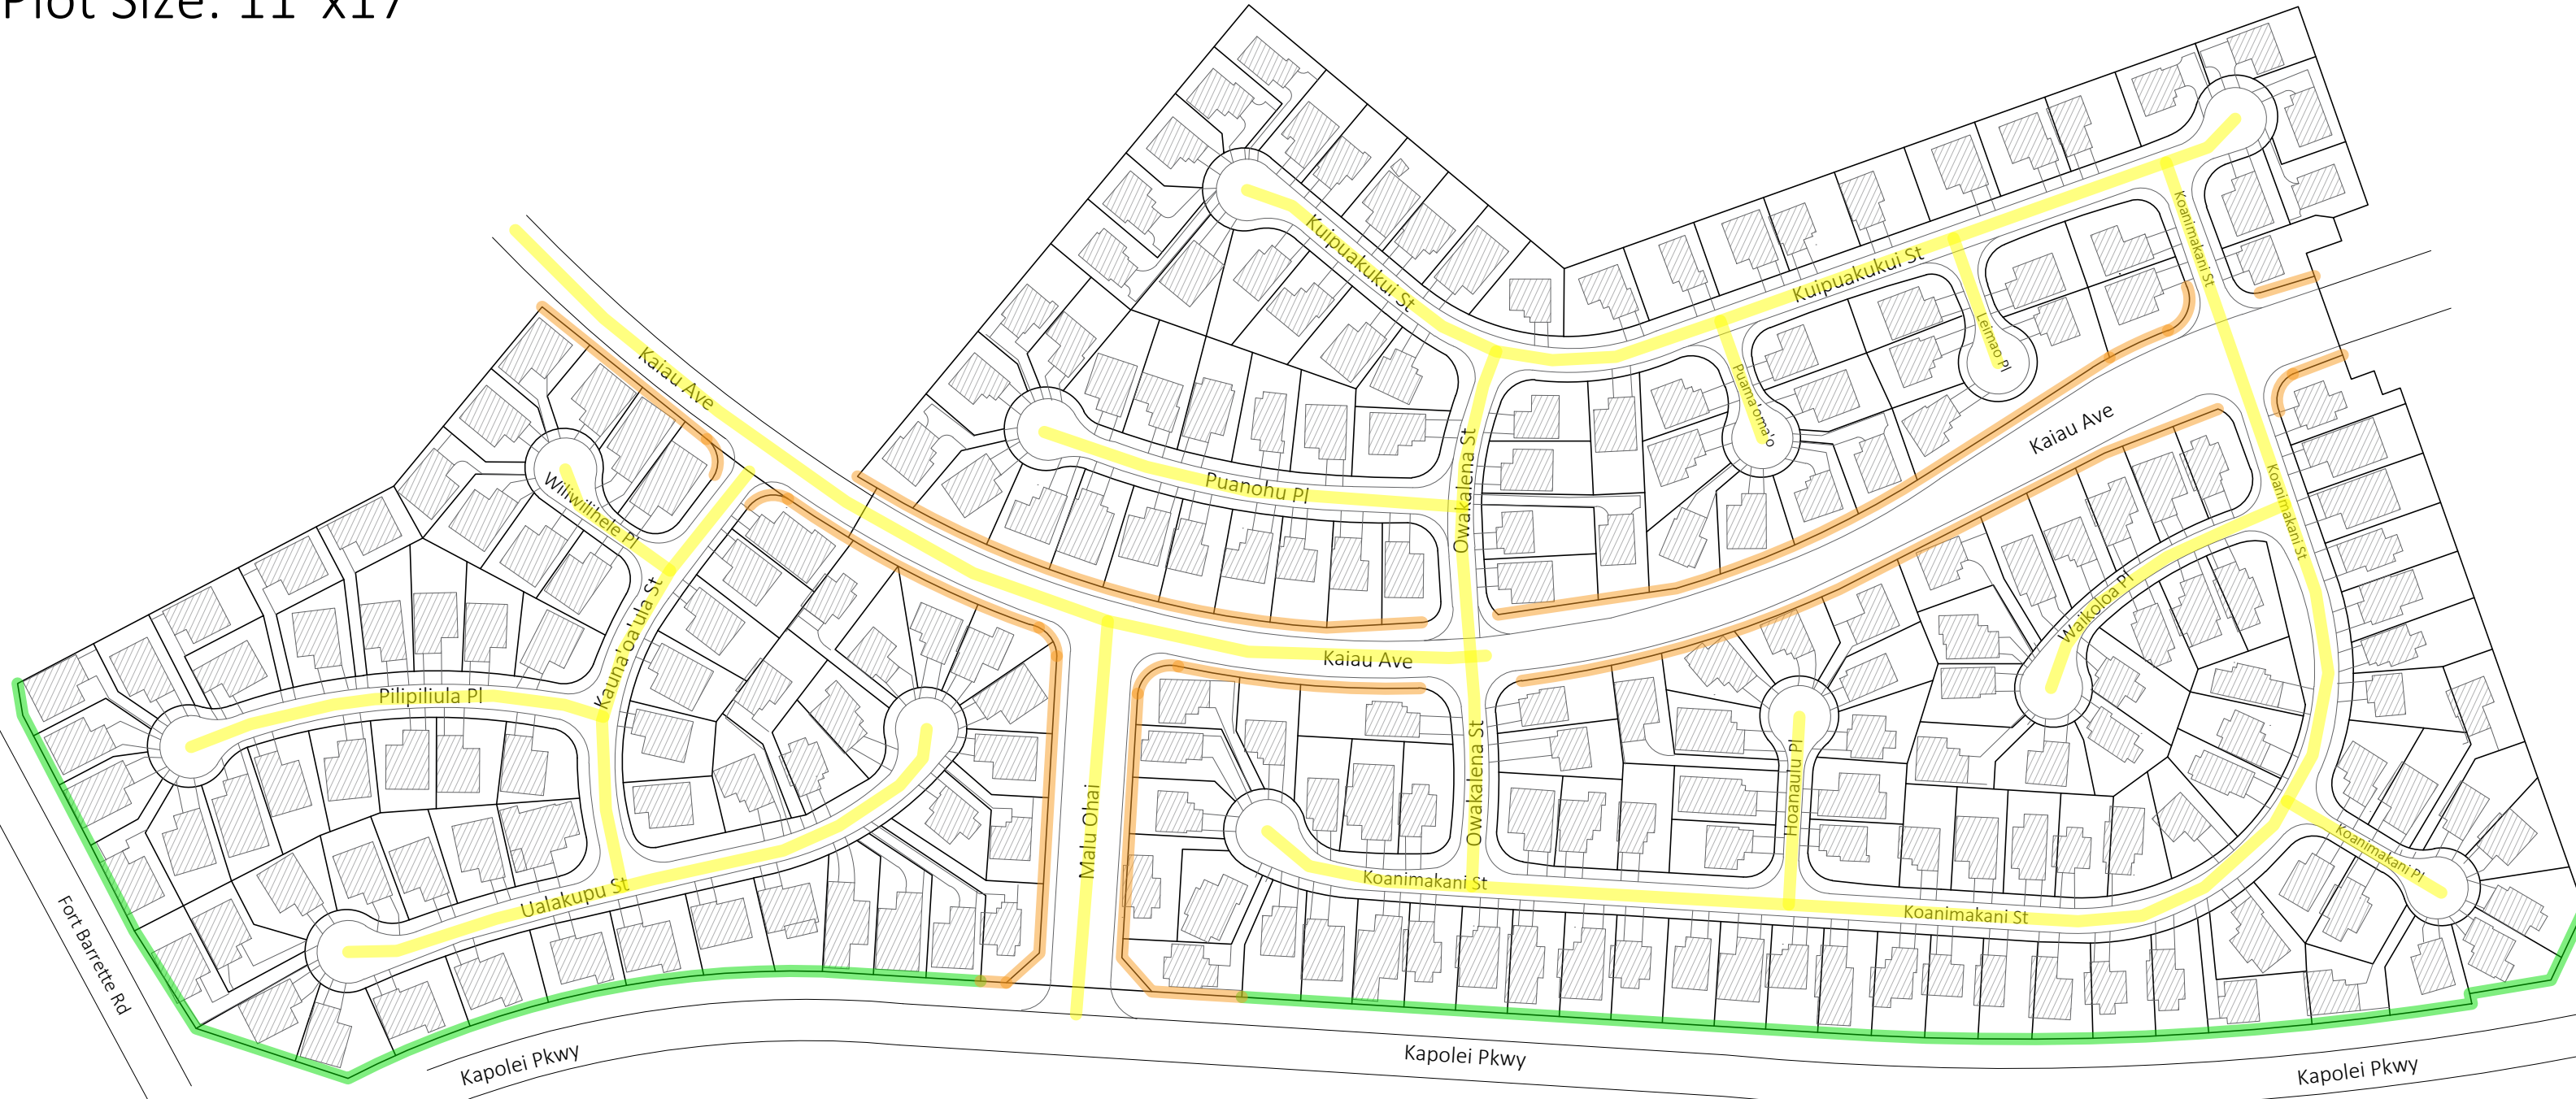 Plot Size: 11"x17"
Kuipuakukui St
Koanimakani St
Kuipuakukui St
Leimao Pl
Kaiau Ave
Puama'oma'o
Kaiau Ave
Puanohu Pl
Owakalena St
Wiliwilihele Pl
Koanimakani St
Waikoloa Pl
Kauna'oa'ula St
Kaiau Ave
Pilipiliula Pl
Owakalena St
Hoanaulu Pl
Malu Ohai
Koanimakani Pl
Koanimakani St
Ualakupu St
Koanimakani St
Fort Barrette Rd
Kapolei Pkwy
Kapolei Pkwy
Kapolei Pkwy